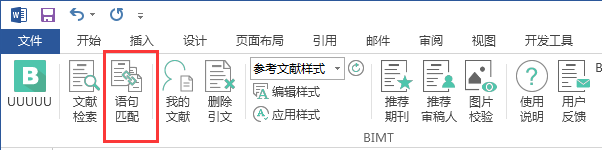 文件 开始 插入 设计 页面布局 引用 邮件 审阅 视图 开发工具
B
UUUUU
文献
检索
语句
匹配
我的
文献
删除
引文
参考文献样式
编辑样式
应用样式
推荐
期刊
推荐
审稿人
图片
校验
使用
说明
用户
反馈
B
BIMT